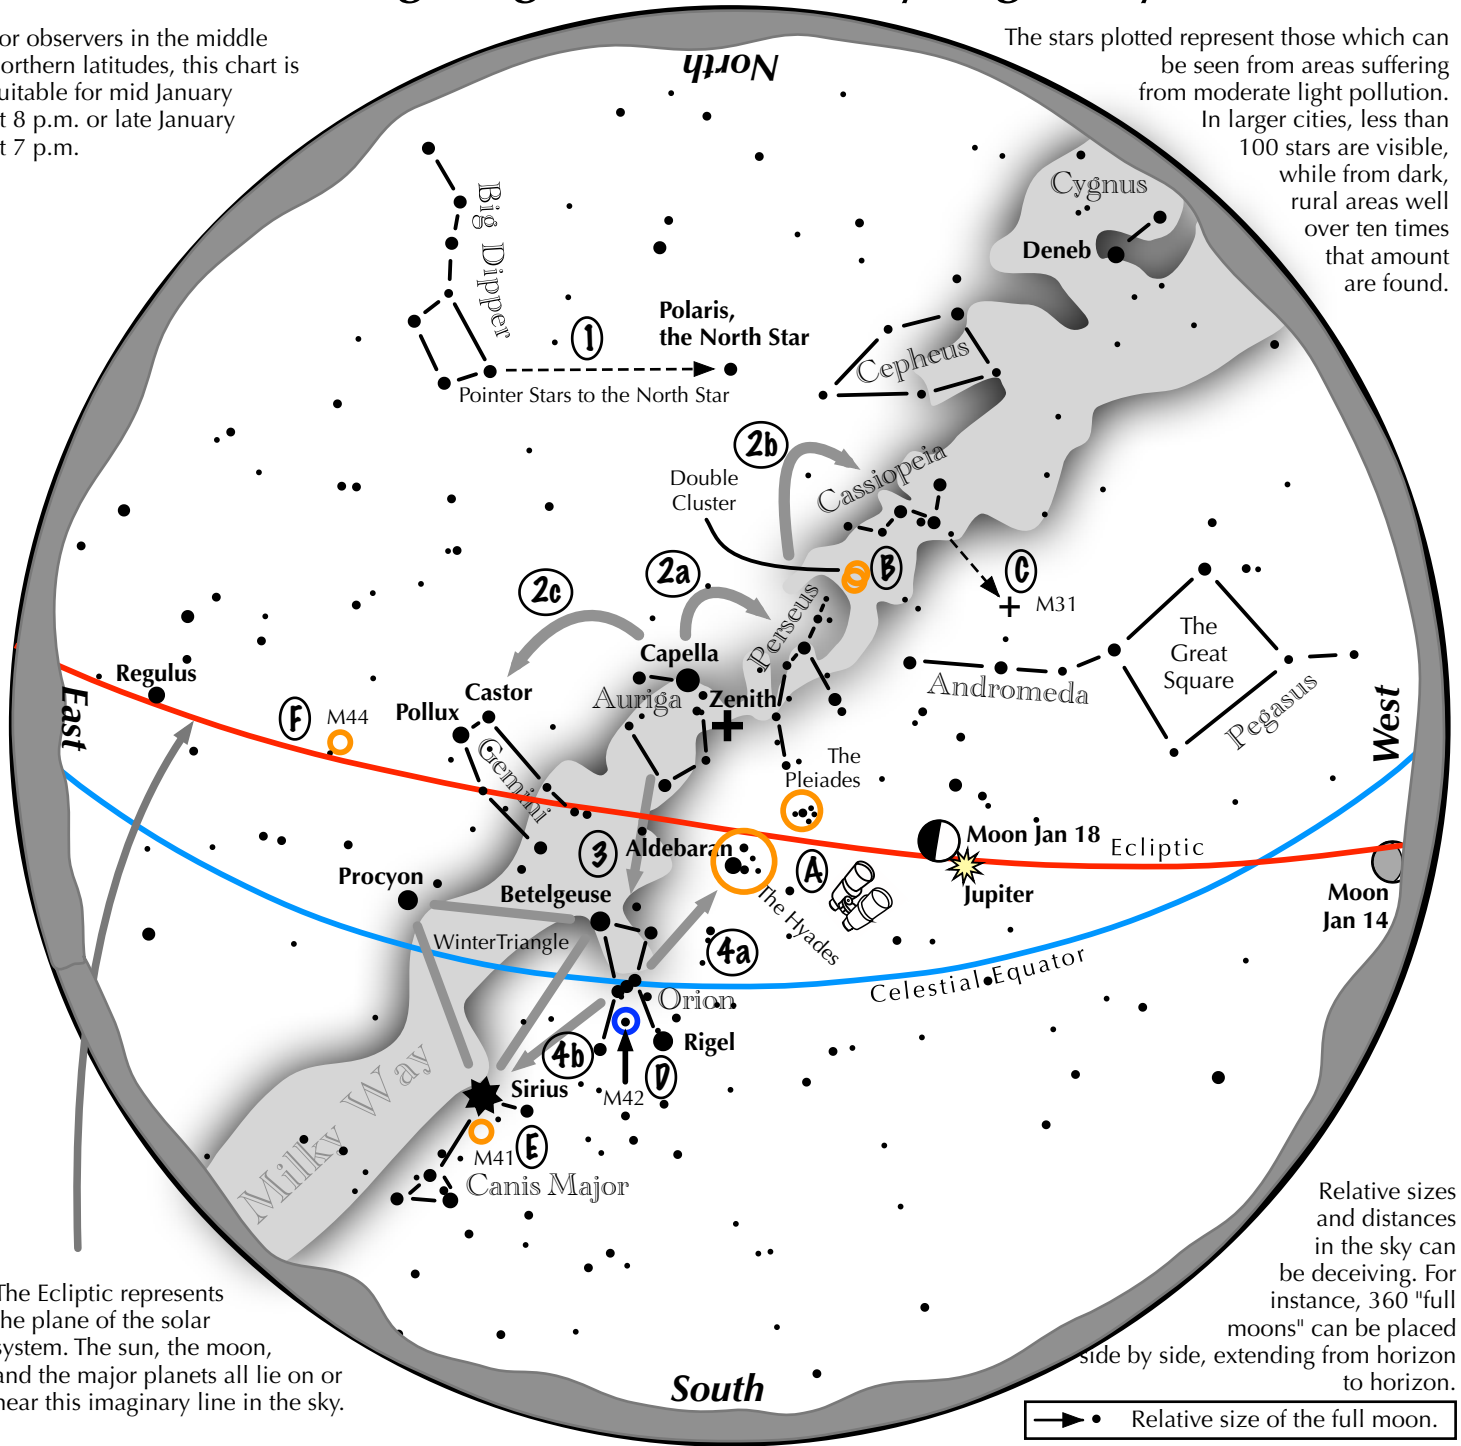 or observers in the middle
orthern latitudes, this chart is
uitable for mid January
t 8 p.m. or late January
t 7 p.m.
The stars plotted represent those which can
be seen from areas suffering
from moderate light pollution.
In larger cities, less than
100 stars are visible,
while from dark,
rural areas well
over ten times
that amount
are found.
North
Big Dipper
Cygnus
Deneb
1
Polaris,
the North Star
Pointer Stars to the North Star
Cepheus
2b
Double
Cluster
Cassiopeia
2c
2a
B
C
M31
Perseus
The
Great
Square
Capella
Auriga
Zenith
Andromeda
Pegasus
Regulus
East
West
F
M44
Castor
Pollux
Gemini
The
Pleiades
3
Aldebaran
A
Moon Jan 18
Ecliptic
Jupiter
Moon
Jan 14
Procyon
Betelgeuse
The Hyades
WinterTriangle
4a
Celestial Equator
Orion
4b
Rigel
D
M42
Sirius
E
M41
Canis Major
Milky Way
The Ecliptic represents
he plane of the solar
system. The sun, the moon,
and the major planets all lie on or
near this imaginary line in the sky.
South
Relative sizes
and distances
in the sky can
be deceiving. For
instance, 360 "full
moons" can be placed
side by side, extending from horizon
to horizon.
Relative size of the full moon.